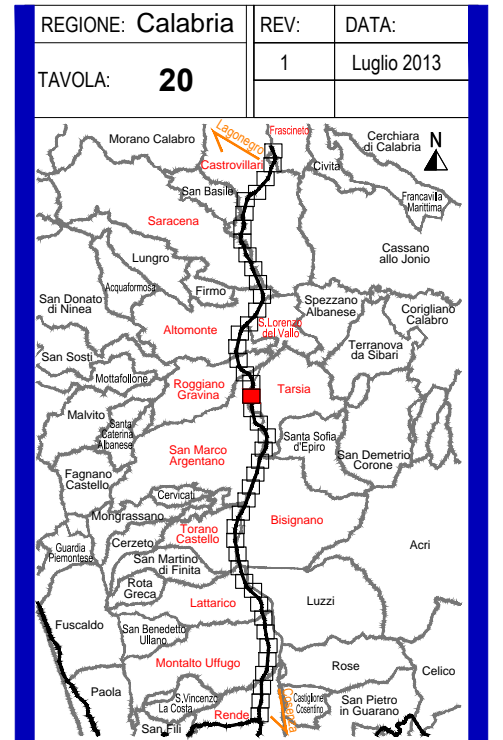 REGIONE: Calabria
REV:
DATA:
TAVOLA: 20
1
Luglio 2013
Lagonegro
Frascineto
Morano Calabro
Cerchiara
di Calabria
N
Castrovillari
Civita
San Basile
Francavilla
Marittima
Saracena
Cassano
allo Jonio
Lungro
Acquaformosa
Firmo
San Donato
di Ninea
Spezzano
Albanese
Corigliano
Calabro
S.Lorenzo
del Vallo
Altomonte
Terranova
da Sibari
San Sosti
Mottafollone
Roggiano
Gravina
Tarsia
Malvito
Santa
Caterina
Albanese
Santa Sofia
d'Epiro
San Marco
Argentano
San Demetrio
Corone
Fagnano
Castello
Cervicati
Mongrassano
Bisignano
Torano
Castello
Guardia
Piemontese
Cerzeto
Acri
San Martino
di Finita
Rota
Greca
Lattarico
Luzzi
Fuscaldo
San Benedetto
Ullano
Montalto Uffugo
Rose
Celico
Paola
S.Vincenzo
La Costa
Cosenza
Castiglione
Cosentino
San Pietro
in Guarano
Rende
San Fili